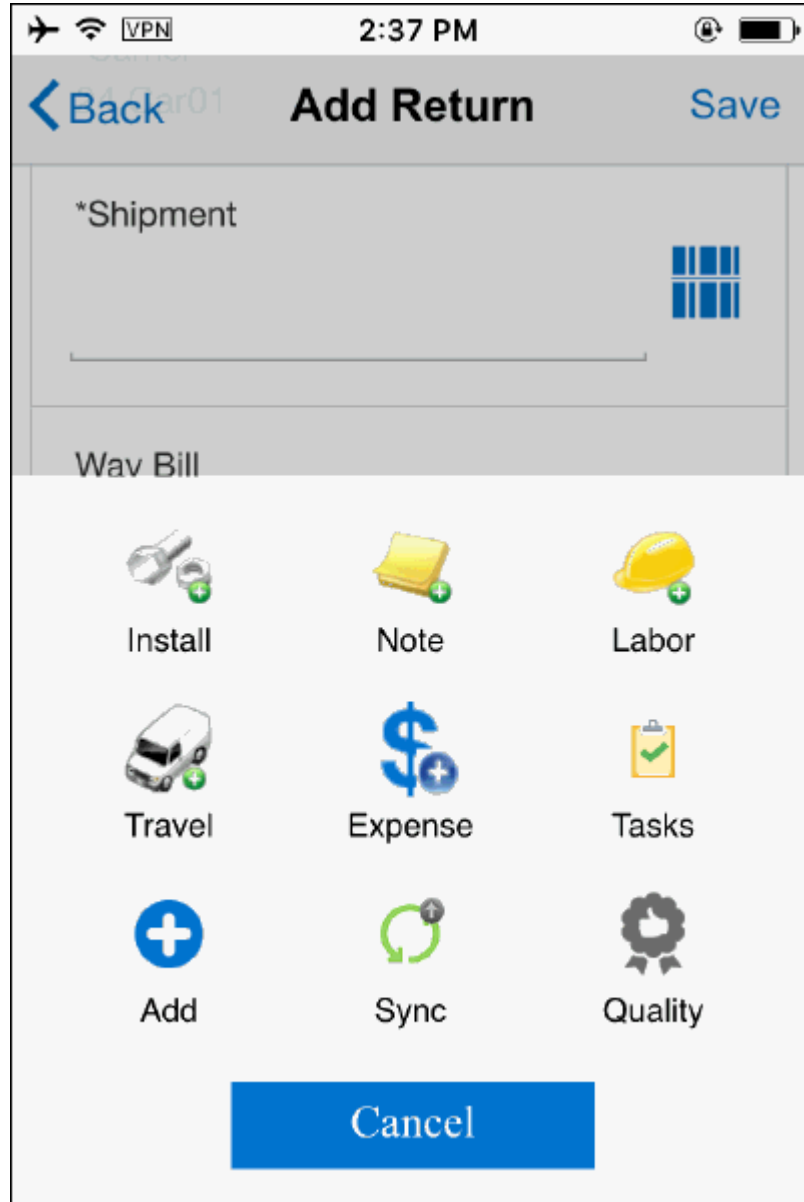 VPN 2:37 PM
Back Add Return Save
*Shipment
Way Bill
Install Note Labor
Travel Expense Tasks
Add Sync Quality
Cancel